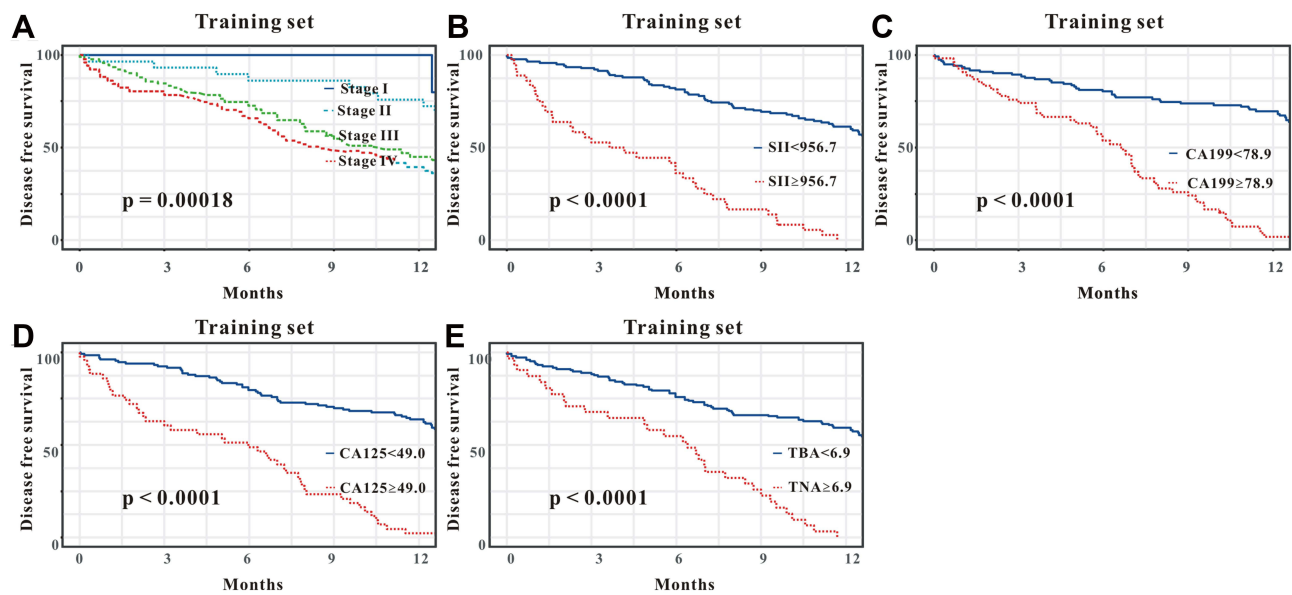 A
Training set
Disease free survival
100
50
0
Stage I
Stage II
Stage III
Stage IV
p = 0.00018
0 3 6 9 12
Months
B
Training set
Disease free survival
100
50
0
SII<956.7
SII≥956.7
p < 0.0001
0 3 6 9 12
Months
C
Training set
Disease free survival
100
50
0
CA199<78.9
CA199≥78.9
p < 0.0001
0 3 6 9 12
Months
D
Training set
Disease free survival
100
50
0
CA125<49.0
CA125≥49.0
p < 0.0001
0 3 6 9 12
Months
E
Training set
Disease free survival
100
50
0
TBA<6.9
TNA≥6.9
p < 0.0001
0 3 6 9 12
Months